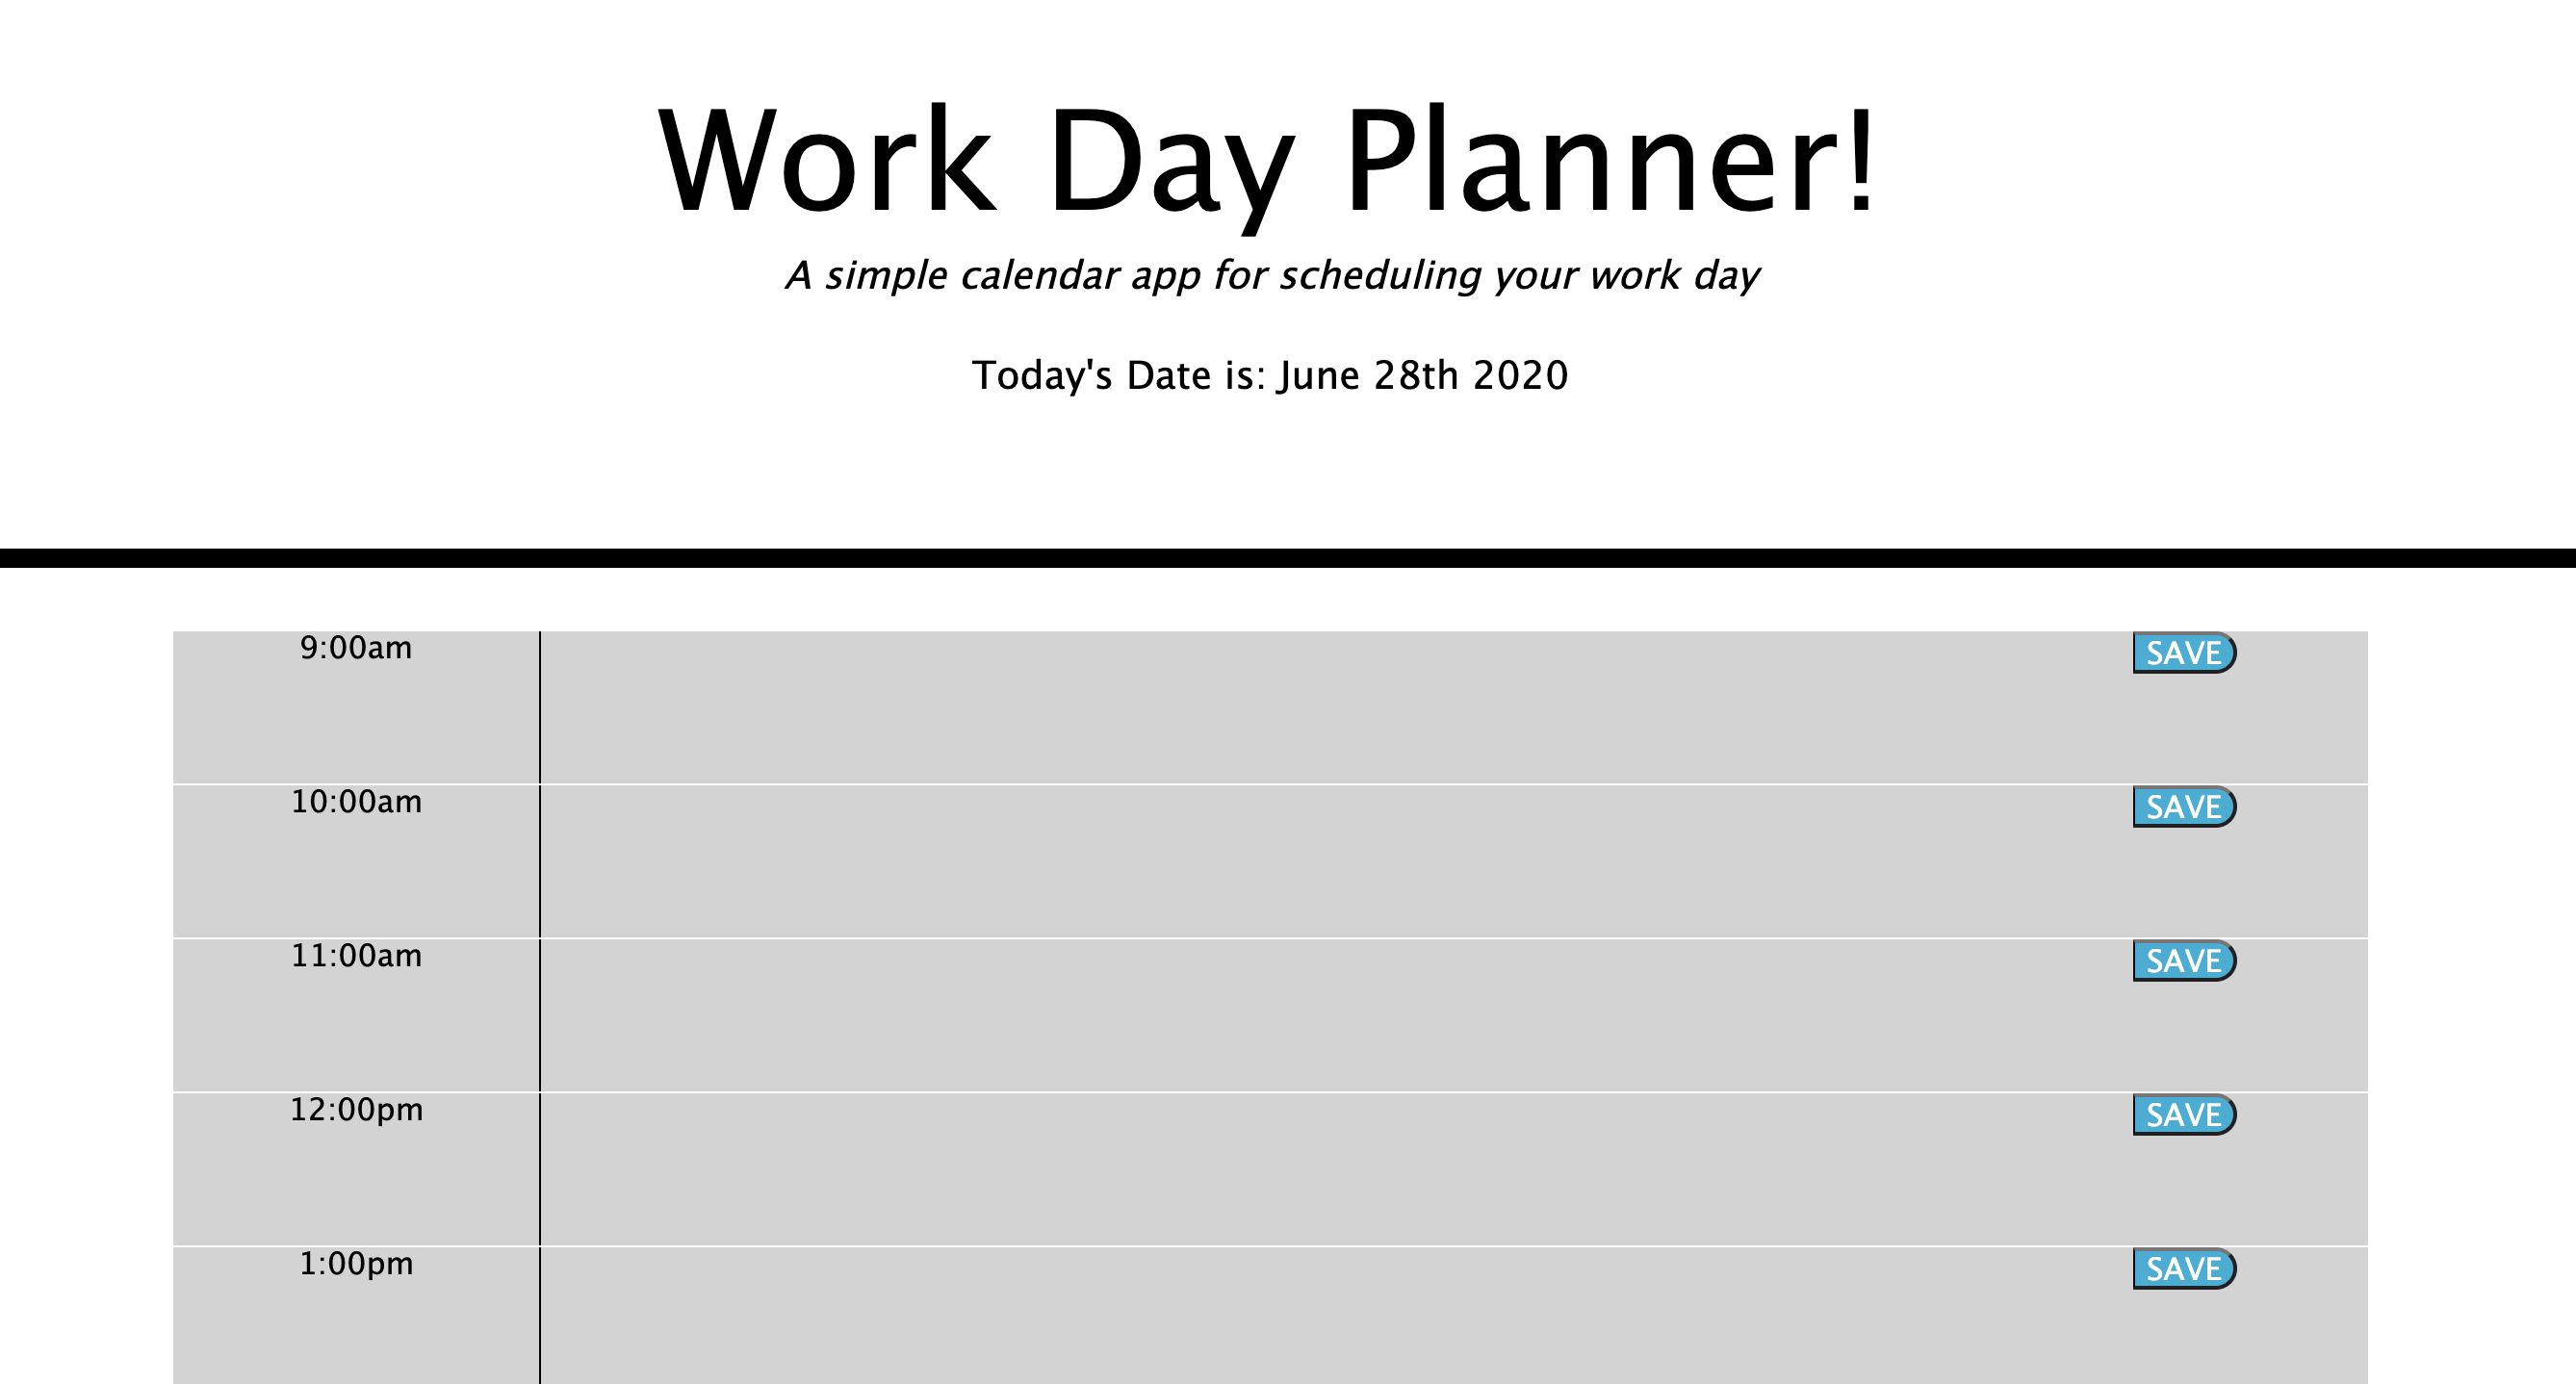 Work Day Planner!
A simple calendar app for scheduling your work day
Today's Date is: June 28th 2020
9:00am SAVE
10:00am SAVE
11:00am SAVE
12:00pm SAVE
1:00pm SAVE